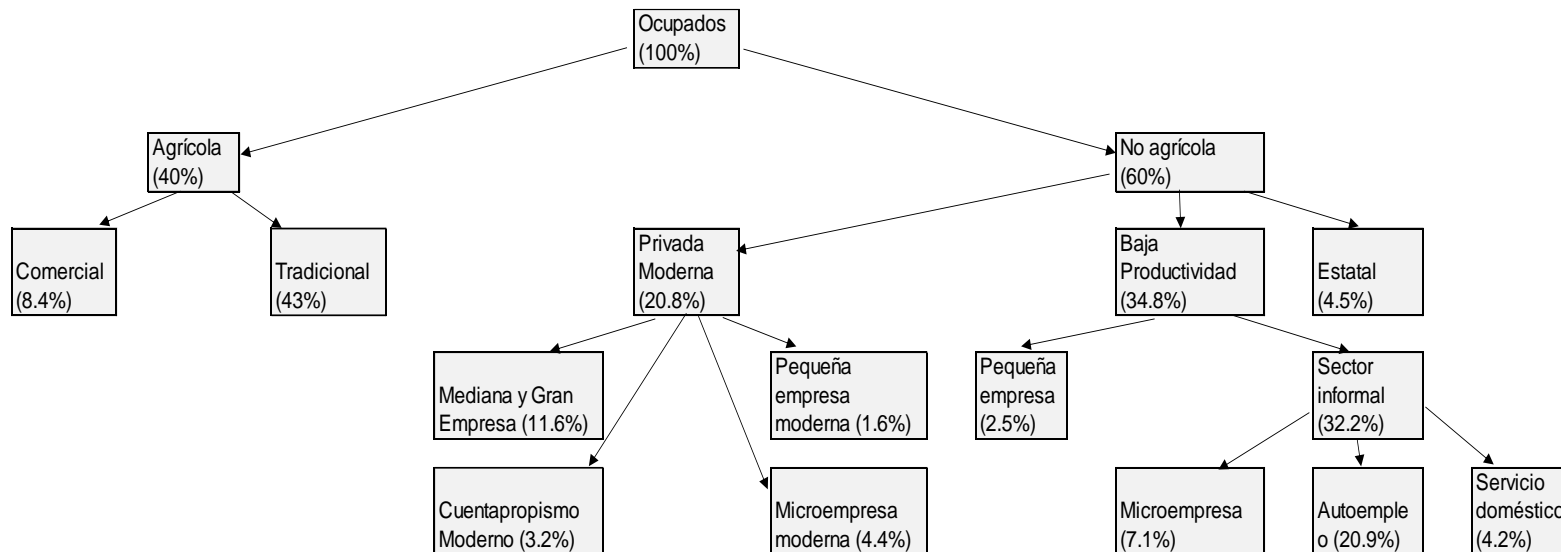 Ocupados
(100%)
Agrícola
(40%)
No agrícola
(60%)
Comercial
(8.4%)
Tradicional
(43%)
Privada
Moderna
(20.8%)
Baja
Productividad
(34.8%)
Estatal
(4.5%)
Mediana y Gran
Empresa (11.6%)
Pequeña
empresa
moderna (1.6%)
Pequeña
empresa
(2.5%)
Sector
informal
(32.2%)
Cuentapropismo
Moderno (3.2%)
Microempresa
moderna (4.4%)
Microempresa
(7.1%)
Autoemple
o (20.9%)
Servicio
doméstico
(4.2%)